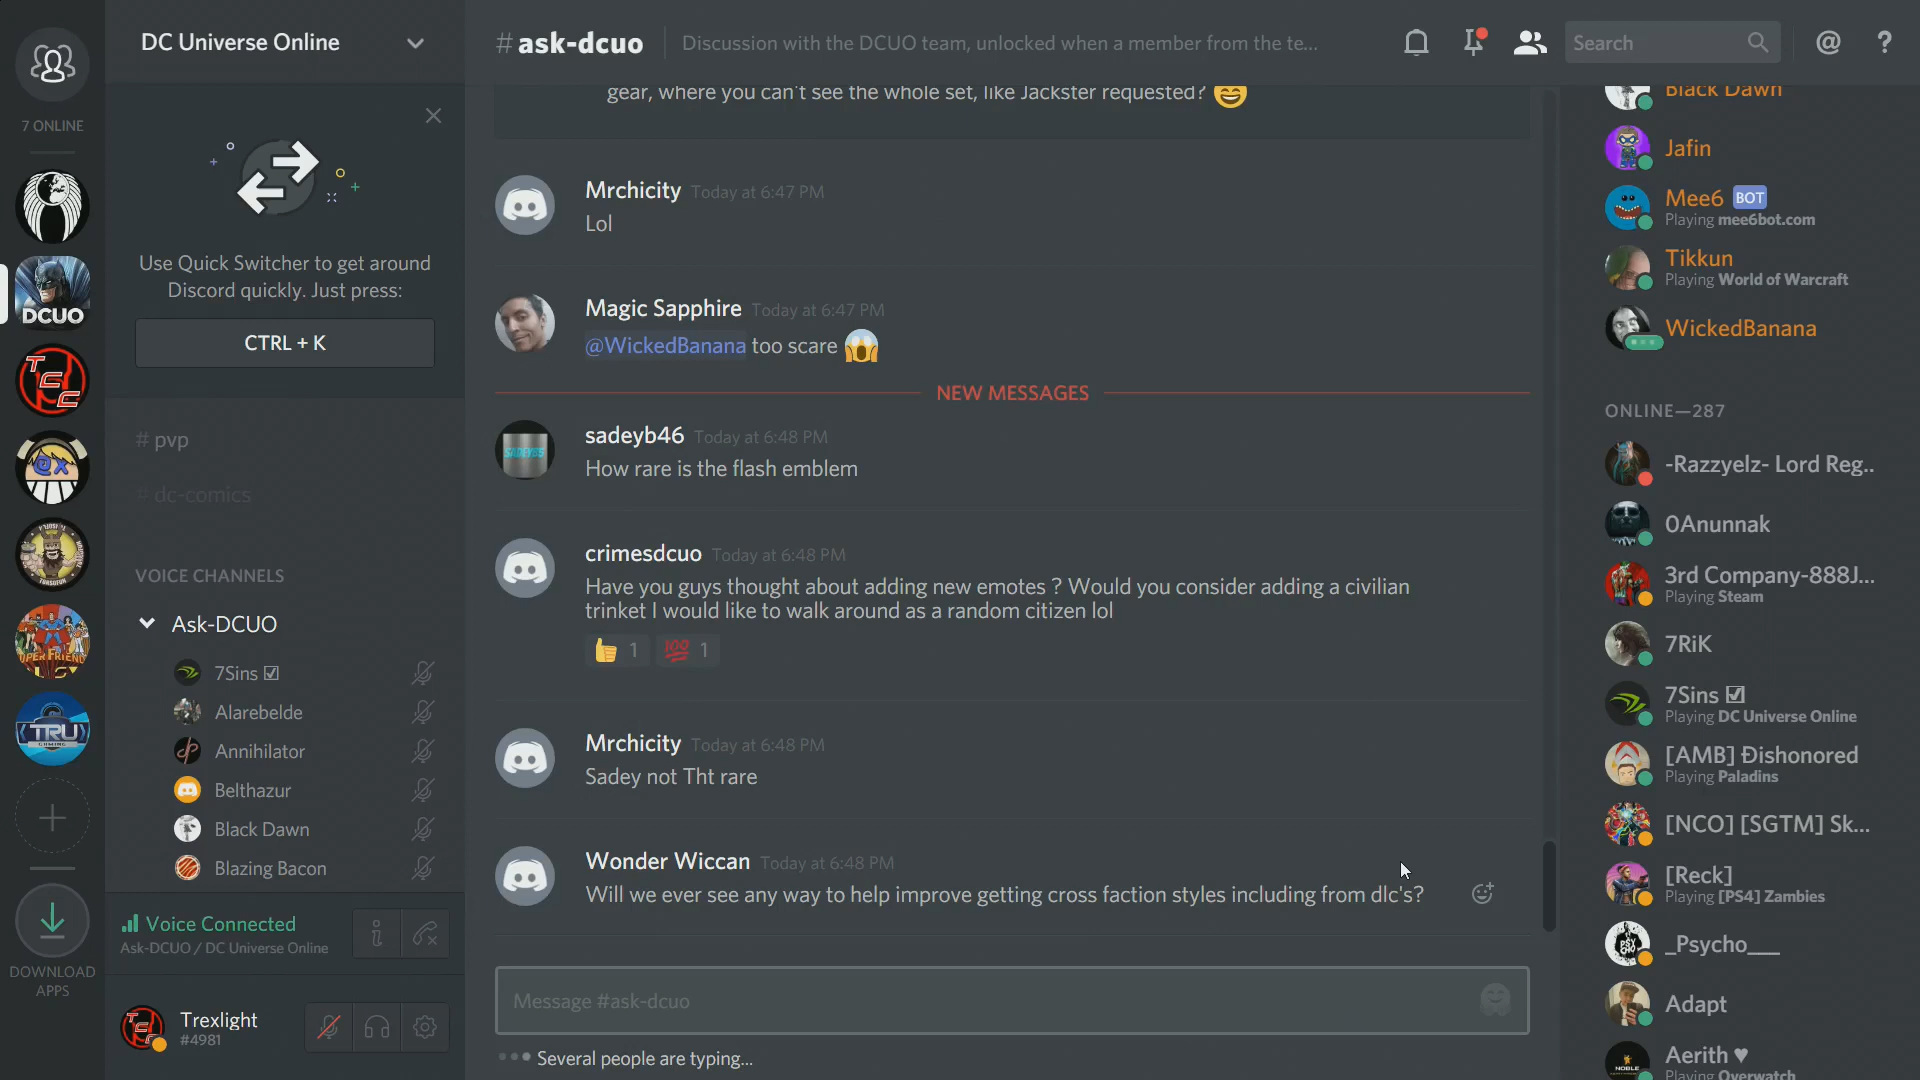 7 ONLINE
DCUO
TCC
@X
SUPER FRIENDS
TRU
GAMING
DOWNLOAD
APPS
DC Universe Online
Use Quick Switcher to get around
Discord quickly. Just press:
CTRL + K
# pvp
# dc-comics
VOICE CHANNELS
Ask-DCUO
7Sins ☑
Alarebelde
Annihilator
Belthazur
Black Dawn
Blazing Bacon
Voice Connected
Ask-DCUO / DC Universe Online
Trexlight
#4981
# ask-dcuo
Discussion with the DCUO team, unlocked when a member from the te...
Search
@
?
gear, where you can't see the whole set, like Jackster requested? 😄
Mrchicity Today at 6:47 PM
Lol
Magic Sapphire Today at 6:47 PM
@WickedBanana too scare 😱
NEW MESSAGES
sadeyb46 Today at 6:48 PM
How rare is the flash emblem
crimesdcuo Today at 6:48 PM
Have you guys thought about adding new emotes ? Would you consider adding a civilian
trinket I would like to walk around as a random citizen lol
👍 1 💯 1
Mrchicity Today at 6:48 PM
Sadey not Tht rare
Wonder Wiccan Today at 6:48 PM
Will we ever see any way to help improve getting cross faction styles including from dlc's?
Message #ask-dcuo
Several people are typing...
Black Dawn
Jafin
Mee6 BOT
Playing mee6bot.com
Tikkun
Playing World of Warcraft
WickedBanana
ONLINE—287
-Razzyelz- Lord Reg..
0Anunnak
3rd Company-888J...
Playing Steam
7RiK
7Sins ☑
Playing DC Universe Online
[AMB] Ðishonored
Playing Paladins
[NCO] [SGTM] Sk...
[Reck]
Playing [PS4] Zambies
_Psycho___
Adapt
Aerith ♥
Playing Overwatch